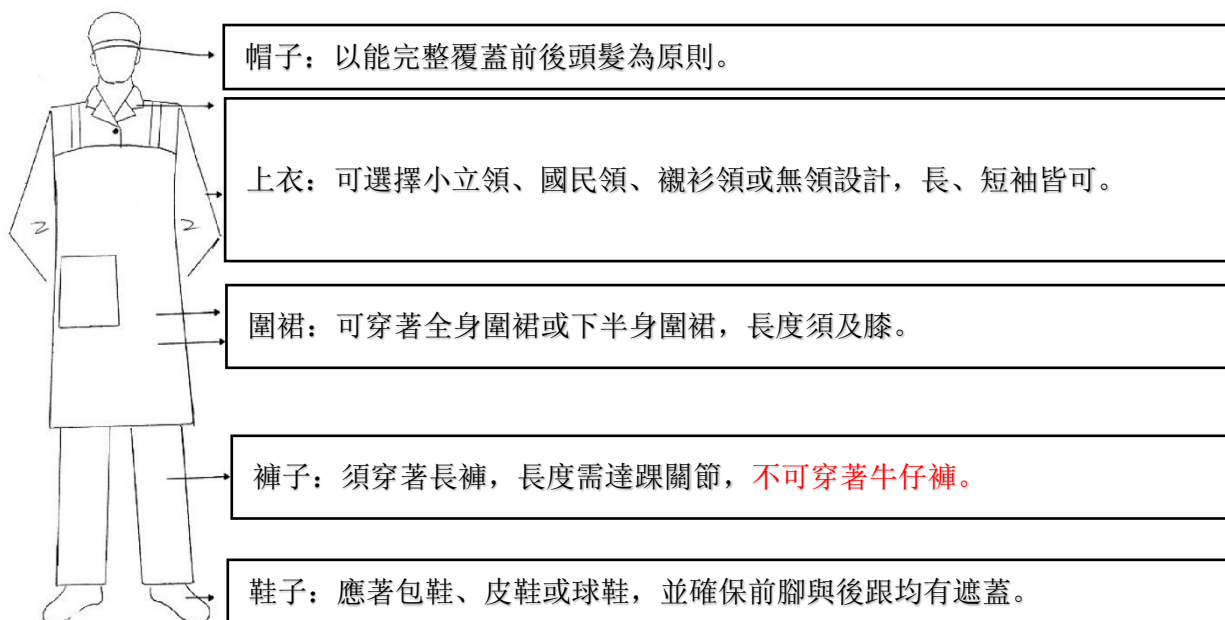 帽子：以能完整覆蓋前後頭髮為原則。
上衣：可選擇小立領、國民領、襯衫領或無領設計，長、短袖皆可。
圍裙：可穿著全身圍裙或下半身圍裙，長度須及膝。
褲子：須穿著長褲，長度需達踝關節，不可穿著牛仔褲。
鞋子：應著包鞋、皮鞋或球鞋，並確保前腳與後跟均有遮蓋。